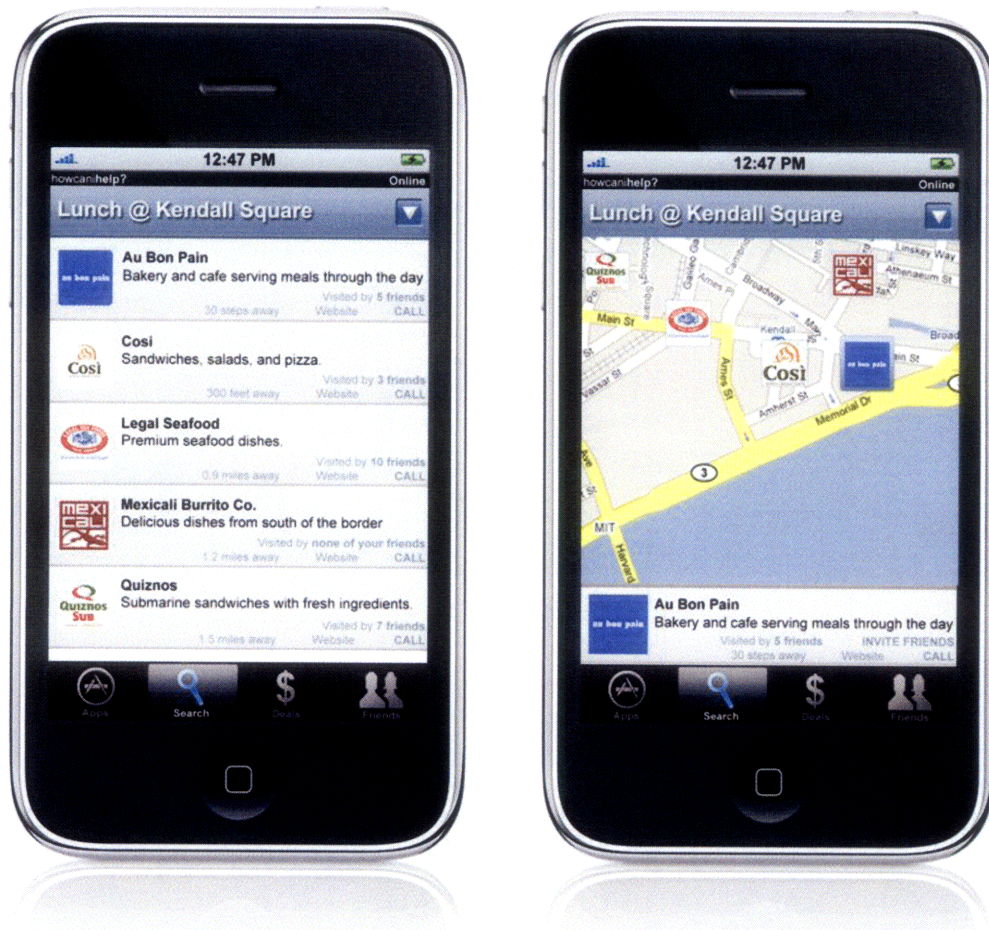 12:47 PM
howcanihelp? Online
Lunch @ Kendall Square
au bon pain
Au Bon Pain
Bakery and cafe serving meals through the day
Visited by 5 friends
30 steps away Website CALL
Così
Cosi
Sandwiches, salads, and pizza.
Visited by 3 friends
300 feet away Website CALL
Legal Seafood
Premium seafood dishes.
Visited by 10 friends
0.9 miles away Website CALL
MEXI
CALI
Mexicali Burrito Co.
Delicious dishes from south of the border
Visited by none of your friends
1.2 miles away Website CALL
Quiznos
Sub
Quiznos
Submarine sandwiches with fresh ingredients.
Visited by 7 friends
1.5 miles away Website CALL
Apps Search Deals Friends
12:47 PM
howcanihelp? Online
Lunch @ Kendall Square
Quiznos
Sub
MEXI
CALI
Linskey Way
Athenaeum St
Galileo Ga
Ames Pl
Broadway
Main St
Kendall
Così
au bon pain
Broad
Ames St
Vassar St
Amherst St
Memorial Dr
3
Ave
MIT
Harvard
au bon pain
Au Bon Pain
Bakery and cafe serving meals through the day
Visited by 5 friends INVITE FRIENDS
30 steps away Website CALL
Apps Search Deals Friends